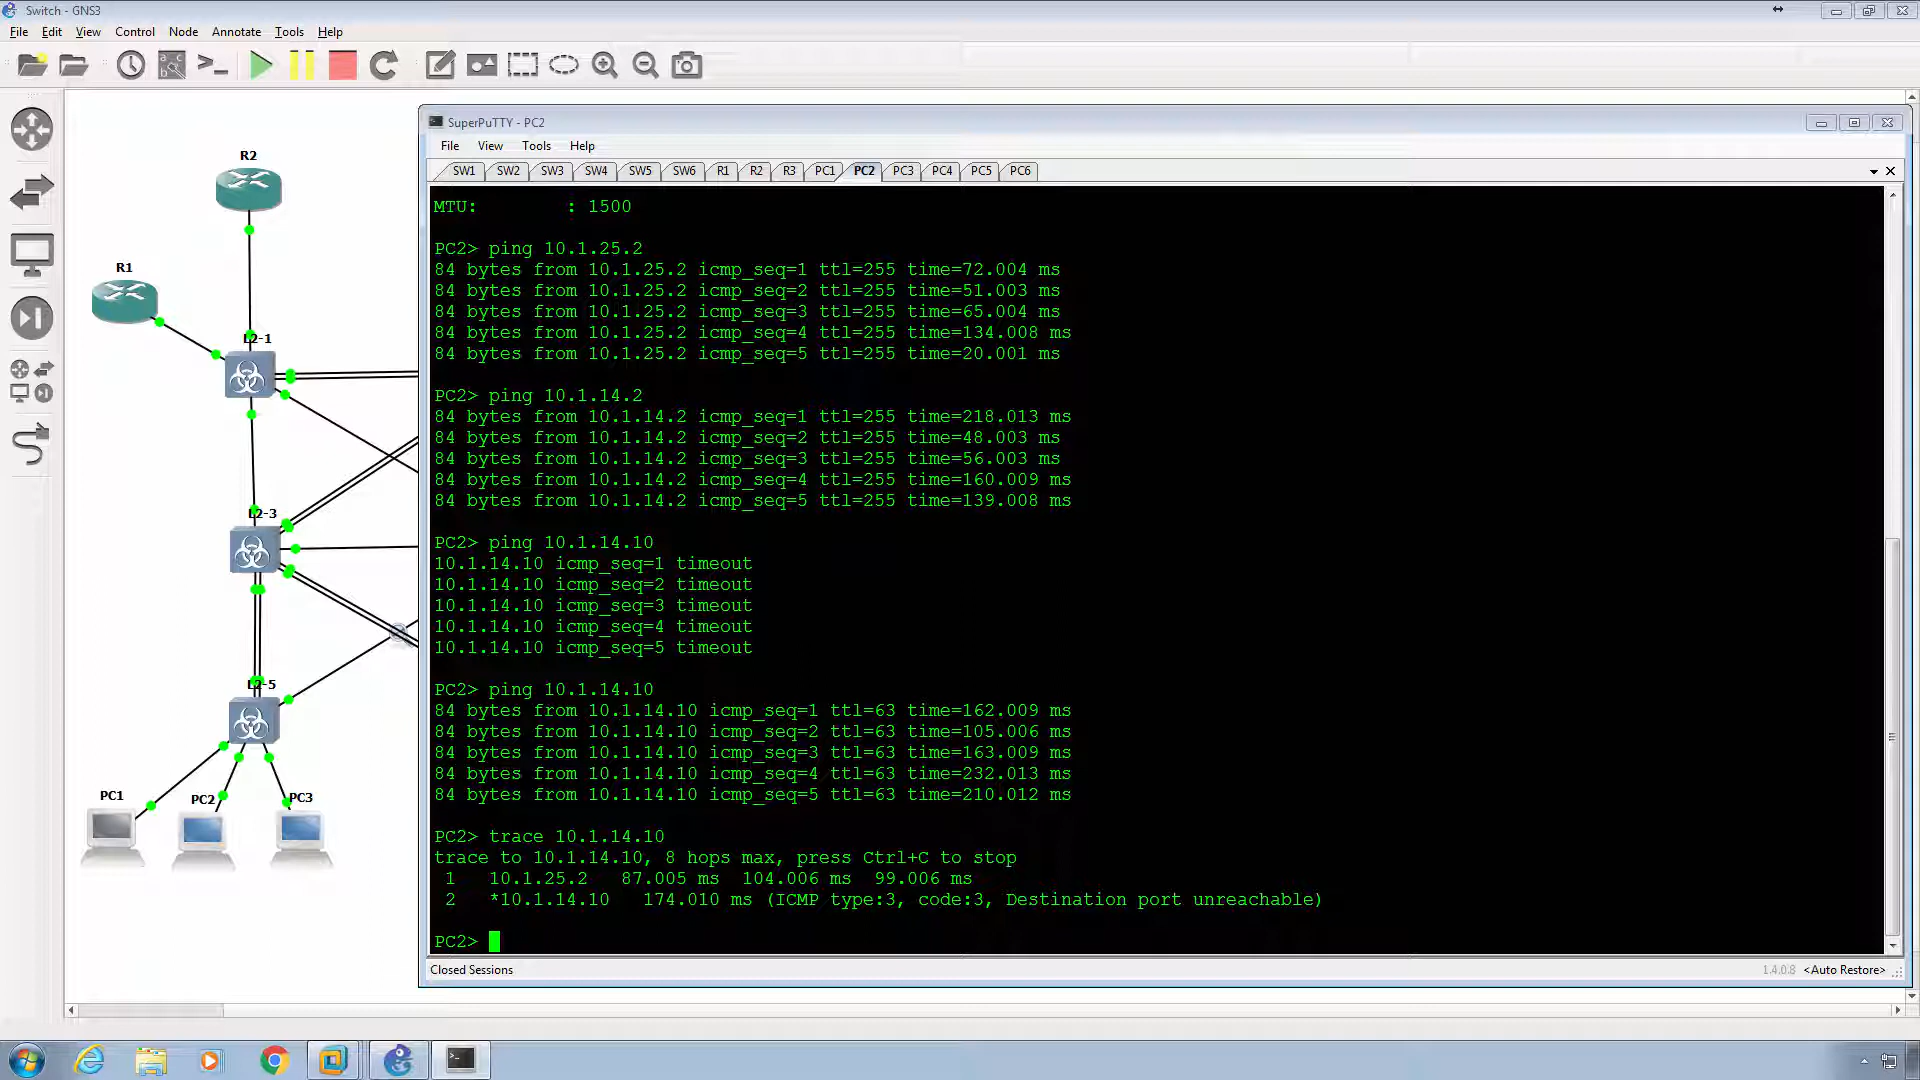 Switch - GNS3
File Edit View Control Node Annotate Tools Help
SuperPuTTY - PC2
File View Tools Help
SW1 SW2 SW3 SW4 SW5 SW6 R1 R2 R3 PC1 PC2 PC3 PC4 PC5 PC6
MTU:        : 1500
PC2> ping 10.1.25.2
84 bytes from 10.1.25.2 icmp_seq=1 ttl=255 time=72.004 ms
84 bytes from 10.1.25.2 icmp_seq=2 ttl=255 time=51.003 ms
84 bytes from 10.1.25.2 icmp_seq=3 ttl=255 time=65.004 ms
84 bytes from 10.1.25.2 icmp_seq=4 ttl=255 time=134.008 ms
84 bytes from 10.1.25.2 icmp_seq=5 ttl=255 time=20.001 ms
PC2> ping 10.1.14.2
84 bytes from 10.1.14.2 icmp_seq=1 ttl=255 time=218.013 ms
84 bytes from 10.1.14.2 icmp_seq=2 ttl=255 time=48.003 ms
84 bytes from 10.1.14.2 icmp_seq=3 ttl=255 time=56.003 ms
84 bytes from 10.1.14.2 icmp_seq=4 ttl=255 time=160.009 ms
84 bytes from 10.1.14.2 icmp_seq=5 ttl=255 time=139.008 ms
PC2> ping 10.1.14.10
10.1.14.10 icmp_seq=1 timeout
10.1.14.10 icmp_seq=2 timeout
10.1.14.10 icmp_seq=3 timeout
10.1.14.10 icmp_seq=4 timeout
10.1.14.10 icmp_seq=5 timeout
PC2> ping 10.1.14.10
84 bytes from 10.1.14.10 icmp_seq=1 ttl=63 time=162.009 ms
84 bytes from 10.1.14.10 icmp_seq=2 ttl=63 time=105.006 ms
84 bytes from 10.1.14.10 icmp_seq=3 ttl=63 time=163.009 ms
84 bytes from 10.1.14.10 icmp_seq=4 ttl=63 time=232.013 ms
84 bytes from 10.1.14.10 icmp_seq=5 ttl=63 time=210.012 ms
PC2> trace 10.1.14.10
trace to 10.1.14.10, 8 hops max, press Ctrl+C to stop
1   10.1.25.2   87.005 ms  104.006 ms  99.006 ms
2   *10.1.14.10   174.010 ms (ICMP type:3, code:3, Destination port unreachable)
PC2>
Closed Sessions
1.4.0.8 <Auto Restore>
R2
R1
L2-1
L2-3
L2-5
PC1
PC2
PC3